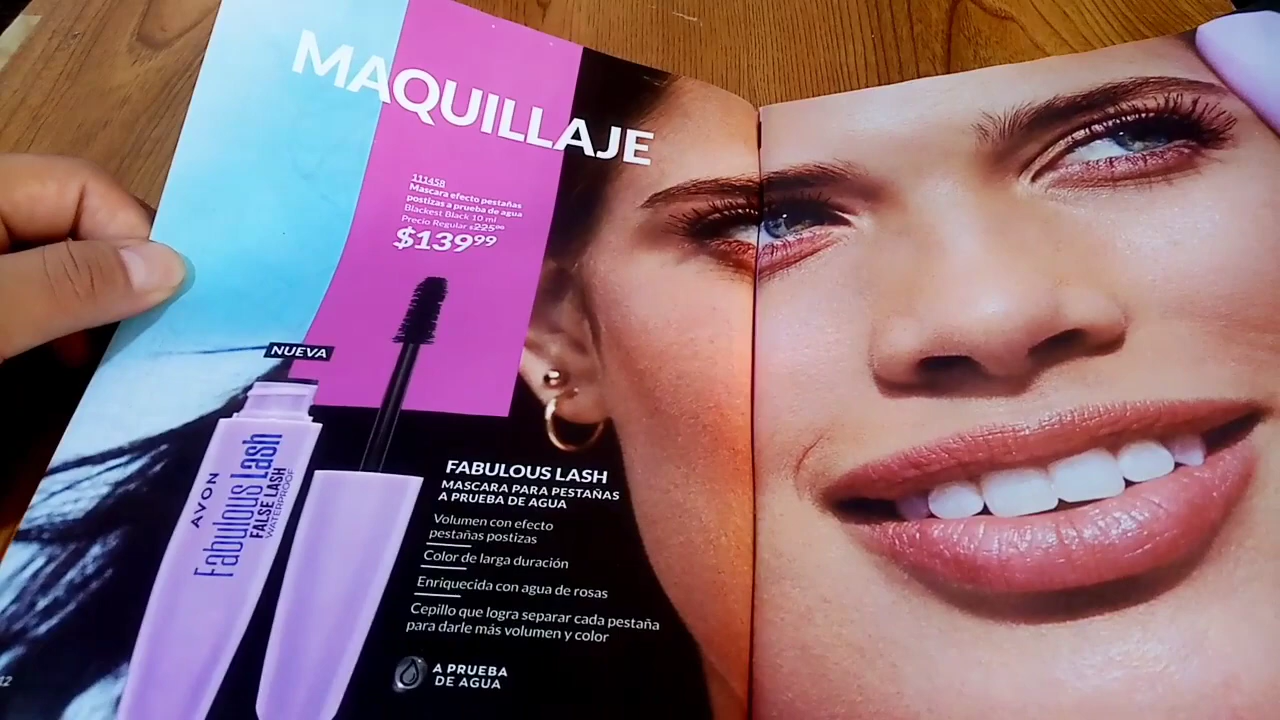 MAQUILLAJE
111458
Mascara efecto pestañas
postizas a prueba de agua
Blackest Black 10 ml
Precio Regular $225⁰⁰
$139⁹⁹
NUEVA
AVON
Fabulous Lash
FALSE LASH
WATERPROOF
FABULOUS LASH
MASCARA PARA PESTAÑAS
A PRUEBA DE AGUA
Volumen con efecto
pestañas postizas
Color de larga duración
Enriquecida con agua de rosas
Cepillo que logra separar cada pestaña
para darle más volumen y color
A PRUEBA
DE AGUA
12